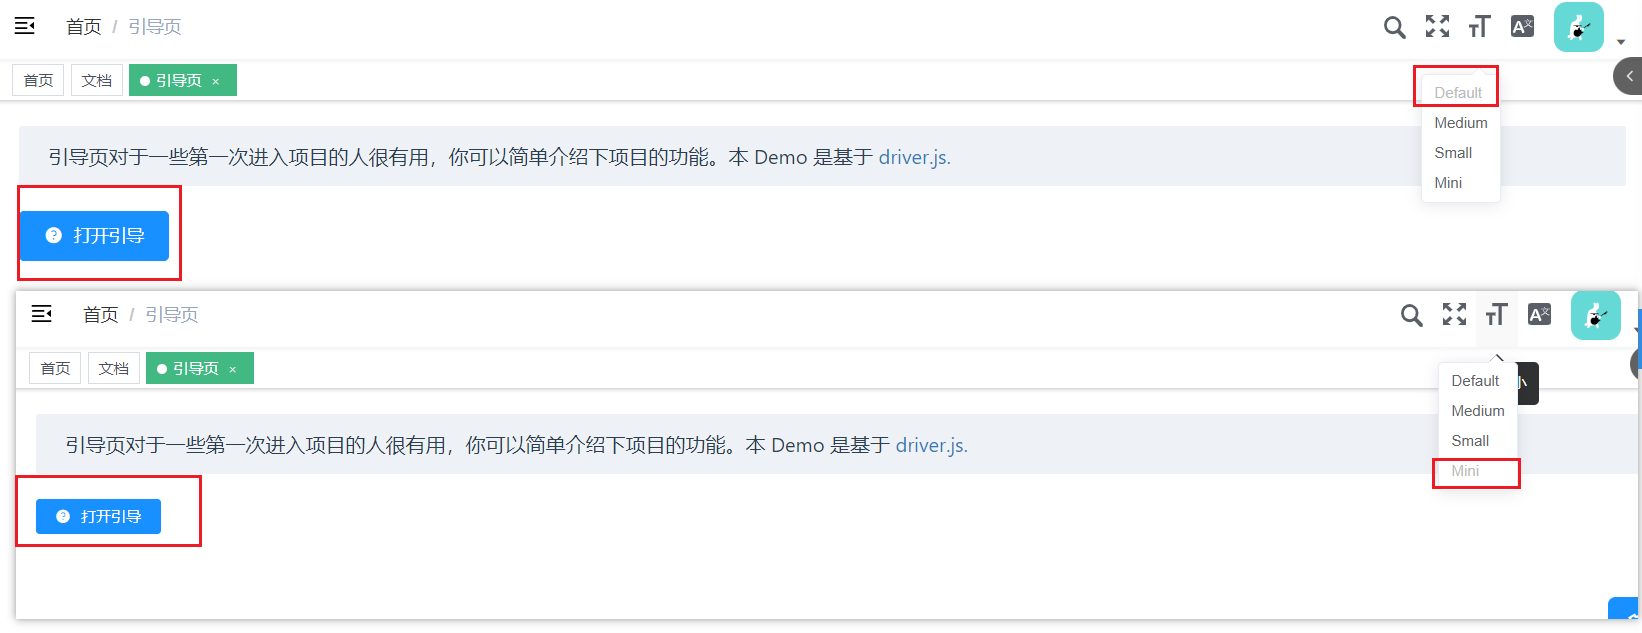 首页 / 引导页
首页 文档 引导页 ×
Default
Medium
Small
Mini
引导页对于一些第一次进入项目的人很有用，你可以简单介绍下项目的功能。本 Demo 是基于 driver.js.
打开引导
首页 / 引导页
首页 文档 引导页 ×
Default
Medium
Small
Mini
小
引导页对于一些第一次进入项目的人很有用，你可以简单介绍下项目的功能。本 Demo 是基于 driver.js.
打开引导